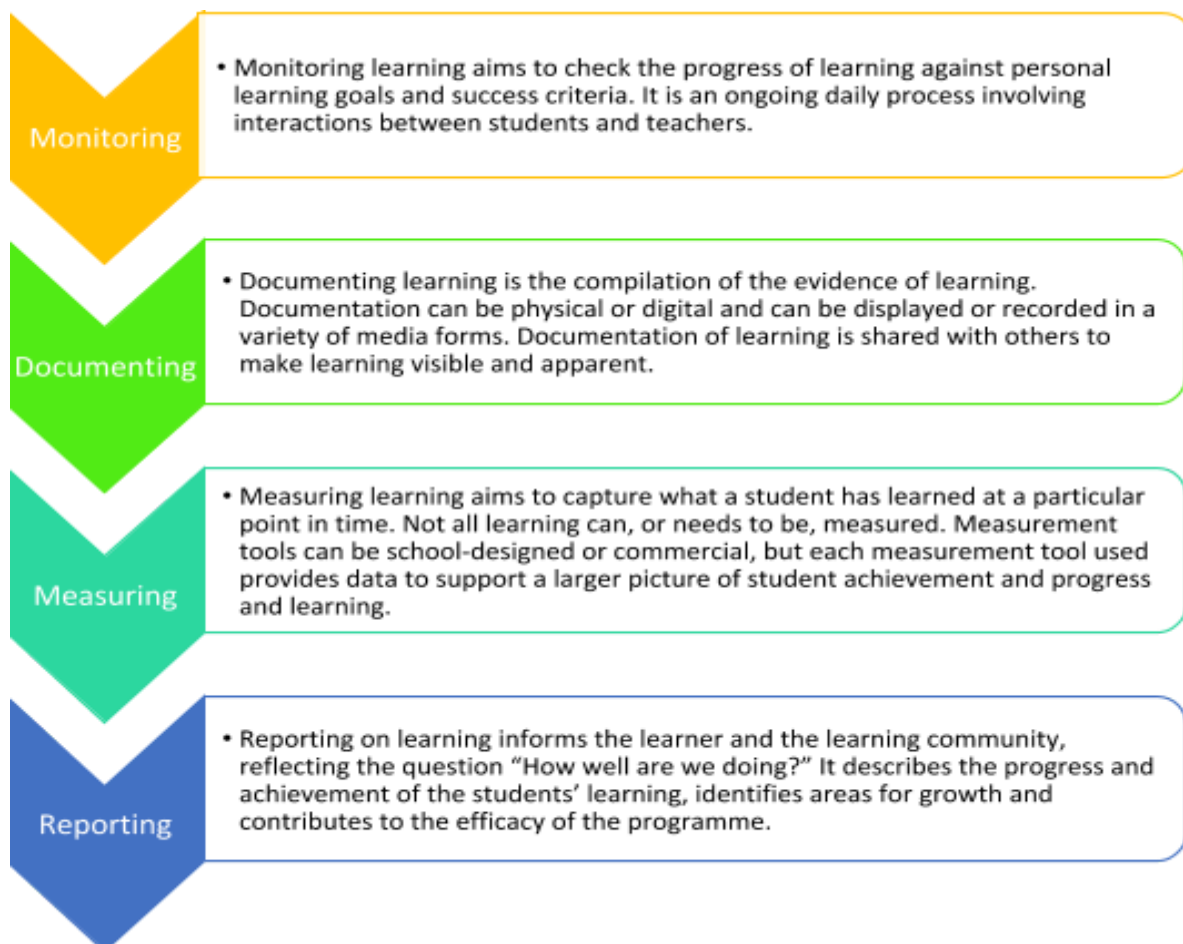 Monitoring
• Monitoring learning aims to check the progress of learning against personal
learning goals and success criteria. It is an ongoing daily process involving
interactions between students and teachers.
Documenting
• Documenting learning is the compilation of the evidence of learning.
Documentation can be physical or digital and can be displayed or recorded in a
variety of media forms. Documentation of learning is shared with others to
make learning visible and apparent.
Measuring
• Measuring learning aims to capture what a student has learned at a particular
point in time. Not all learning can, or needs to be, measured. Measurement
tools can be school-designed or commercial, but each measurement tool used
provides data to support a larger picture of student achievement and progress
and learning.
Reporting
• Reporting on learning informs the learner and the learning community,
reflecting the question “How well are we doing?” It describes the progress and
achievement of the students’ learning, identifies areas for growth and
contributes to the efficacy of the programme.